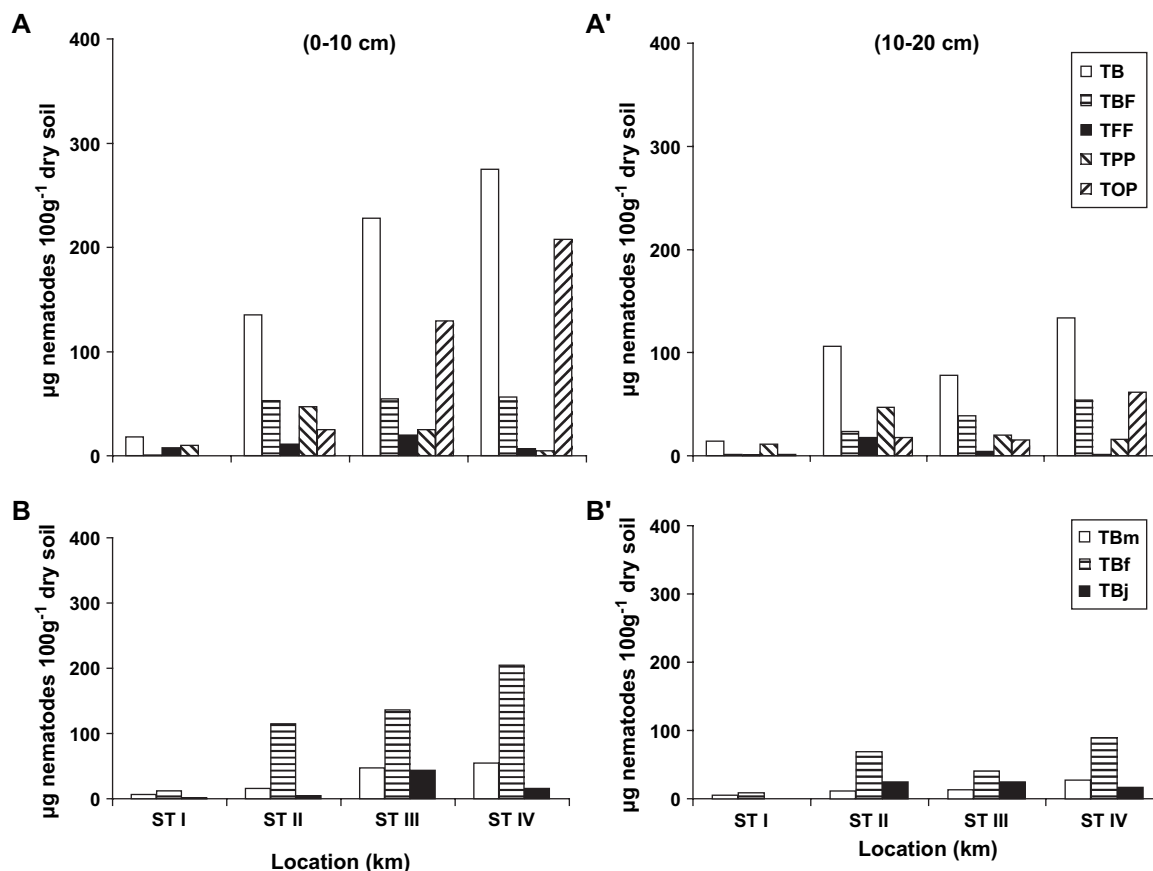 A
(0-10 cm)
µg nematodes 100g⁻¹ dry soil
400
300
200
100
0
A'
(10-20 cm)
µg nematodes 100g⁻¹ dry soil
400
300
200
100
0
TB
TBF
TFF
TPP
TOP
B
µg nematodes 100g⁻¹ dry soil
400
300
200
100
0
ST I ST II ST III ST IV
Location (km)
B'
µg nematodes 100g⁻¹ dry soil
400
300
200
100
0
TBm
TBf
TBj
ST I ST II ST III ST IV
Location (km)